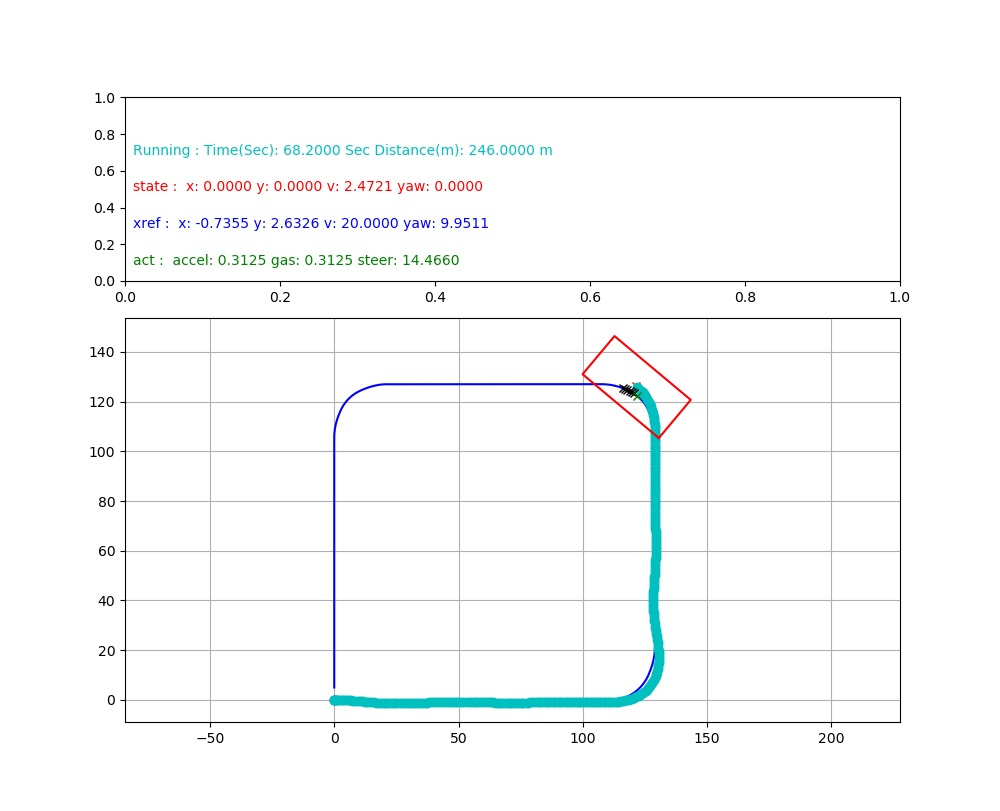 1.0
0.8
Running : Time(Sec): 68.2000 Sec Distance(m): 246.0000 m
0.6
state :  x: 0.0000 y: 0.0000 v: 2.4721 yaw: 0.0000
0.4
xref :  x: -0.7355 y: 2.6326 v: 20.0000 yaw: 9.9511
0.2
act :  accel: 0.3125 gas: 0.3125 steer: 14.4660
0.0
0.0 0.2 0.4 0.6 0.8 1.0
140
120
100
80
60
40
20
0
−50 0 50 100 150 200